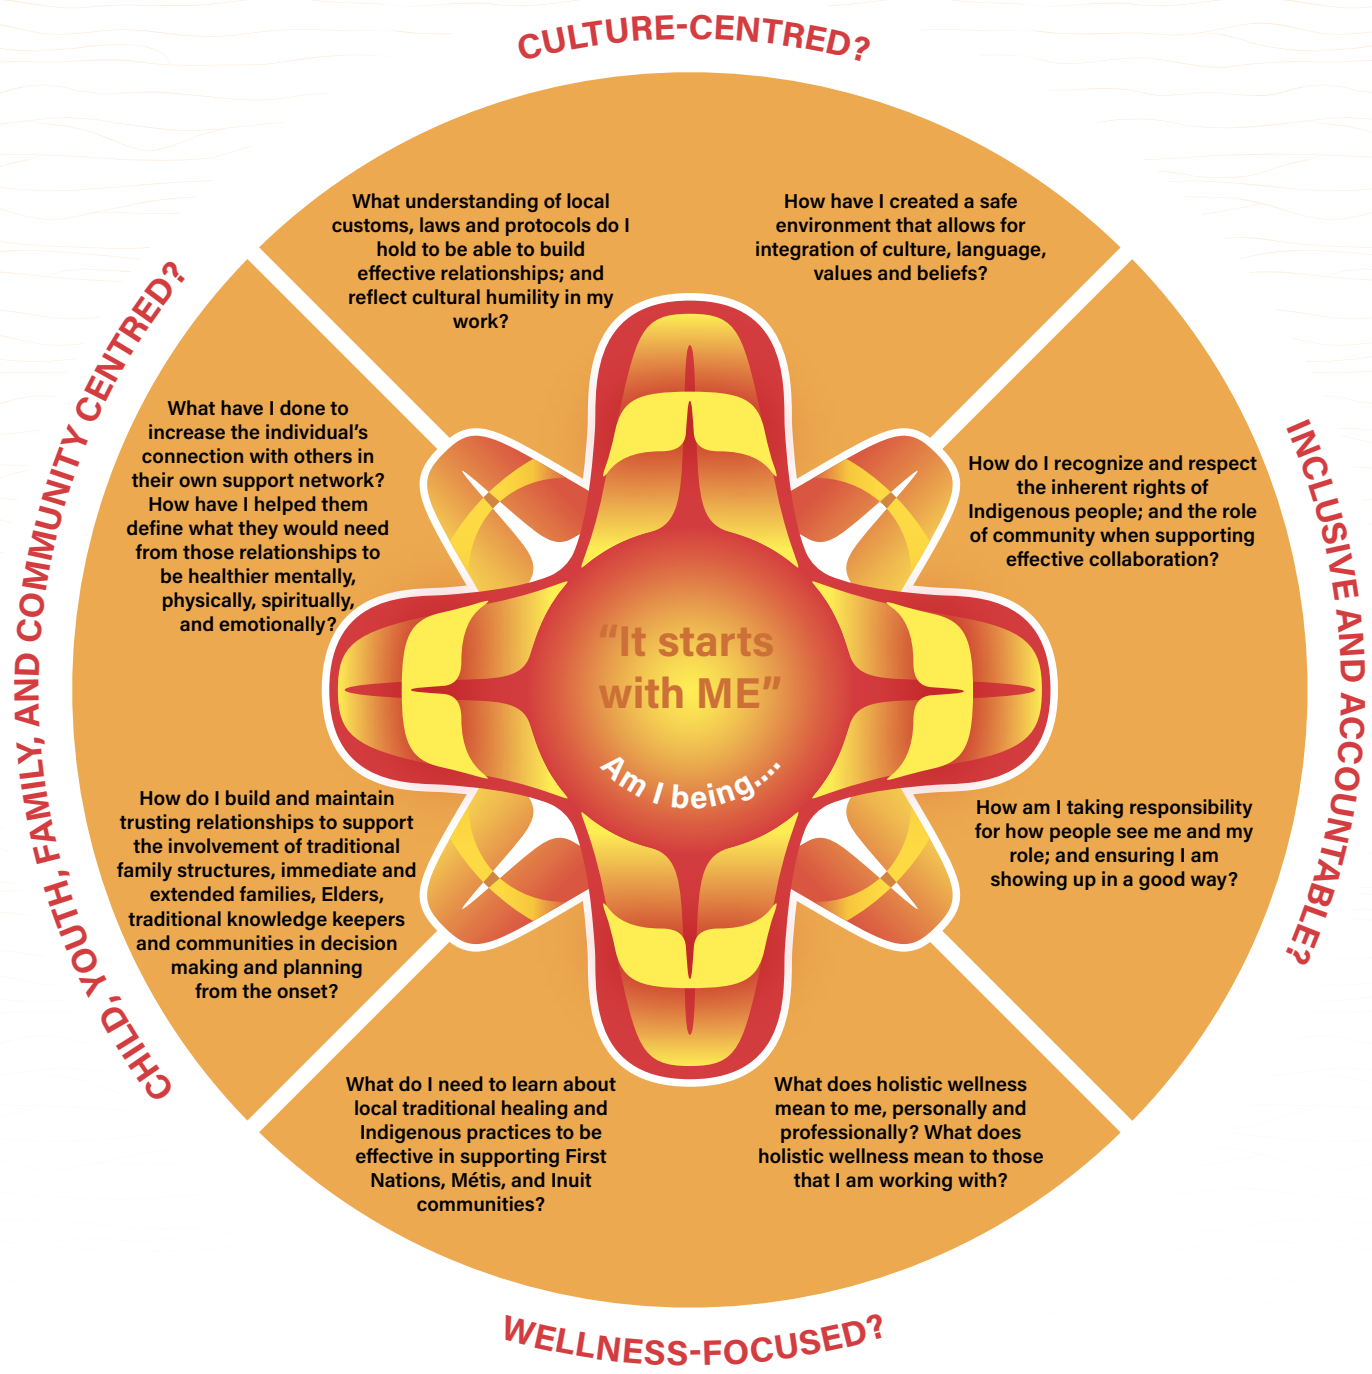 CULTURE-CENTRED?
What understanding of local
customs, laws and protocols do I
hold to be able to build
effective relationships; and
reflect cultural humility in my
work?
How have I created a safe
environment that allows for
integration of culture, language,
values and beliefs?
INCLUSIVE AND ACCOUNTABLE?
How do I recognize and respect
the inherent rights of
Indigenous people; and the role
of community when supporting
effective collaboration?
How am I taking responsibility
for how people see me and my
role; and ensuring I am
showing up in a good way?
WELLNESS-FOCUSED?
What does holistic wellness
mean to me, personally and
professionally? What does
holistic wellness mean to those
that I am working with?
What do I need to learn about
local traditional healing and
Indigenous practices to be
effective in supporting First
Nations, Métis, and Inuit
communities?
CHILD, YOUTH, FAMILY, AND COMMUNITY CENTRED?
What have I done to
increase the individual's
connection with others in
their own support network?
How have I helped them
define what they would need
from those relationships to
be healthier mentally,
physically, spiritually,
and emotionally?
How do I build and maintain
trusting relationships to support
the involvement of traditional
family structures, immediate and
extended families, Elders,
traditional knowledge keepers
and communities in decision
making and planning
from the onset?
“It starts
with ME”
Am I being....